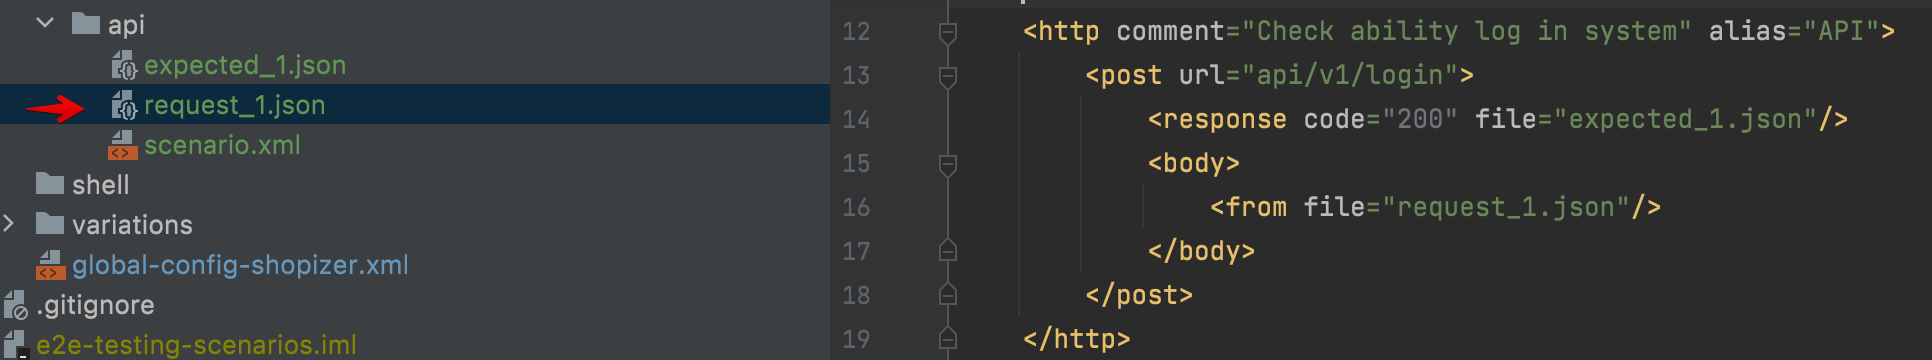 api
expected_1.json
request_1.json
scenario.xml
shell
variations
global-config-shopizer.xml
.gitignore
e2e-testing-scenarios.iml
12 <http comment="Check ability log in system" alias="API">
13 <post url="api/v1/login">
14 <response code="200" file="expected_1.json"/>
15 <body>
16 <from file="request_1.json"/>
17 </body>
18 </post>
19 </http>